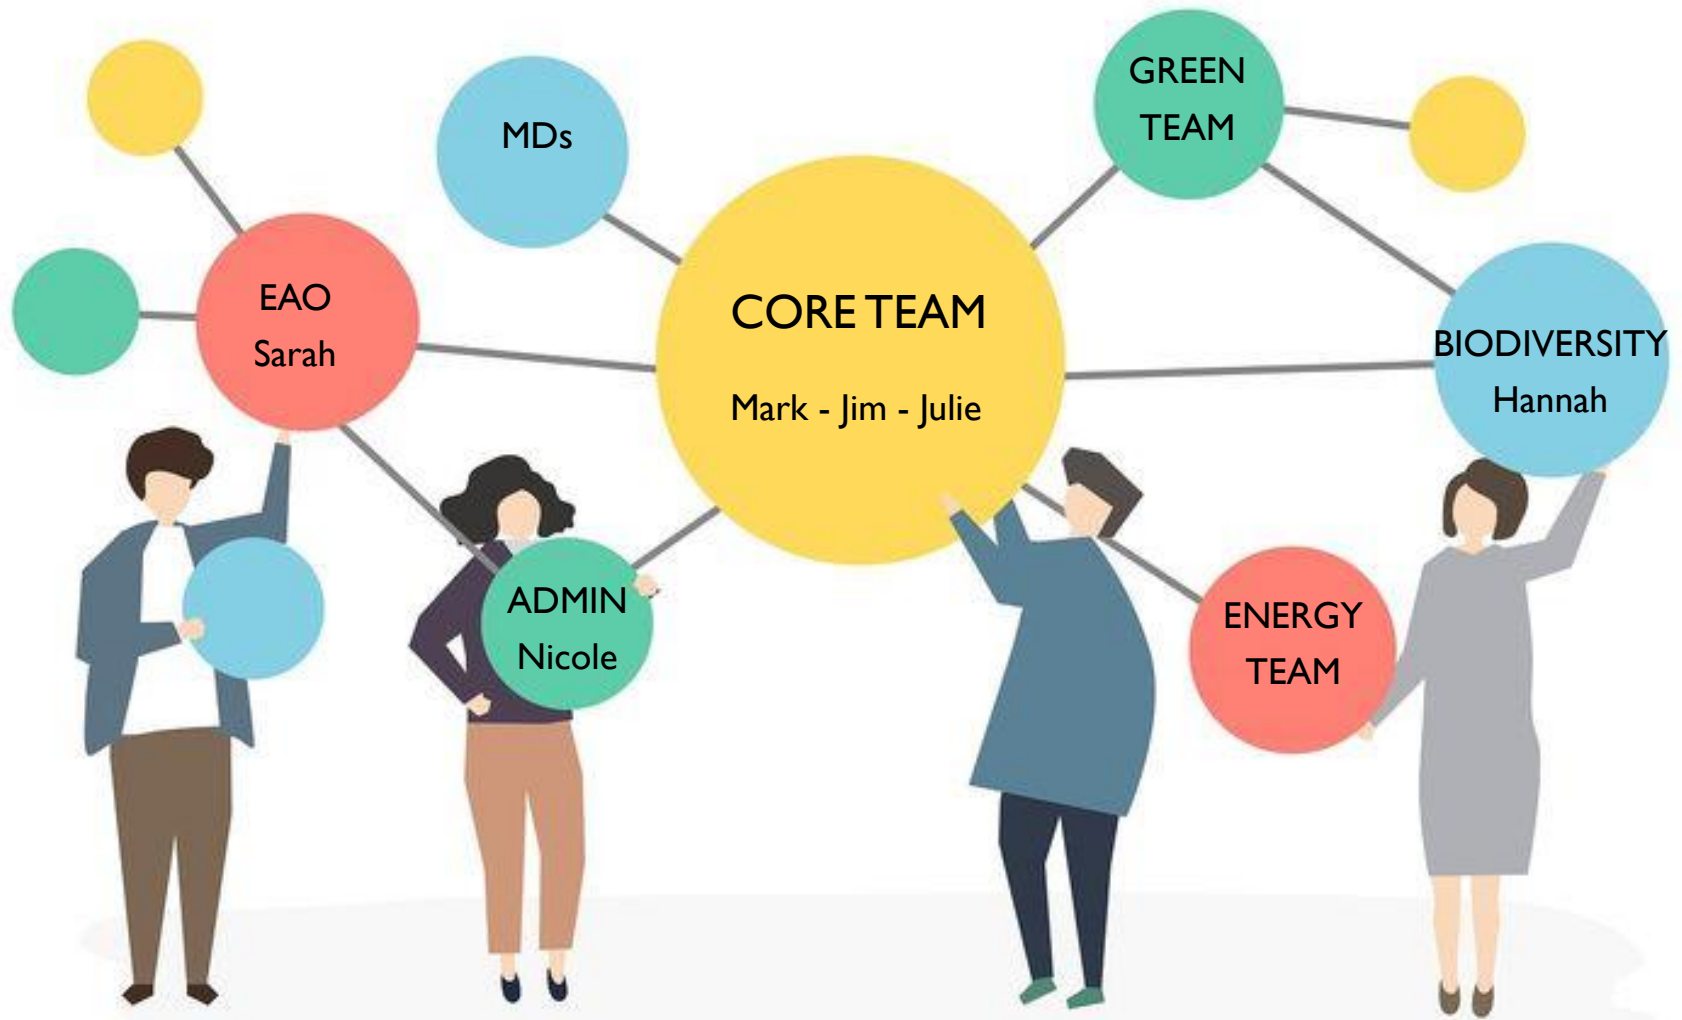 GREEN
TEAM
MDs
EAO
Sarah
CORE TEAM
Mark - Jim - Julie
BIODIVERSITY
Hannah
ADMIN
Nicole
ENERGY
TEAM